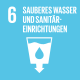 6 SAUBERES WASSER
UND SANITÄR-
EINRICHTUNGEN